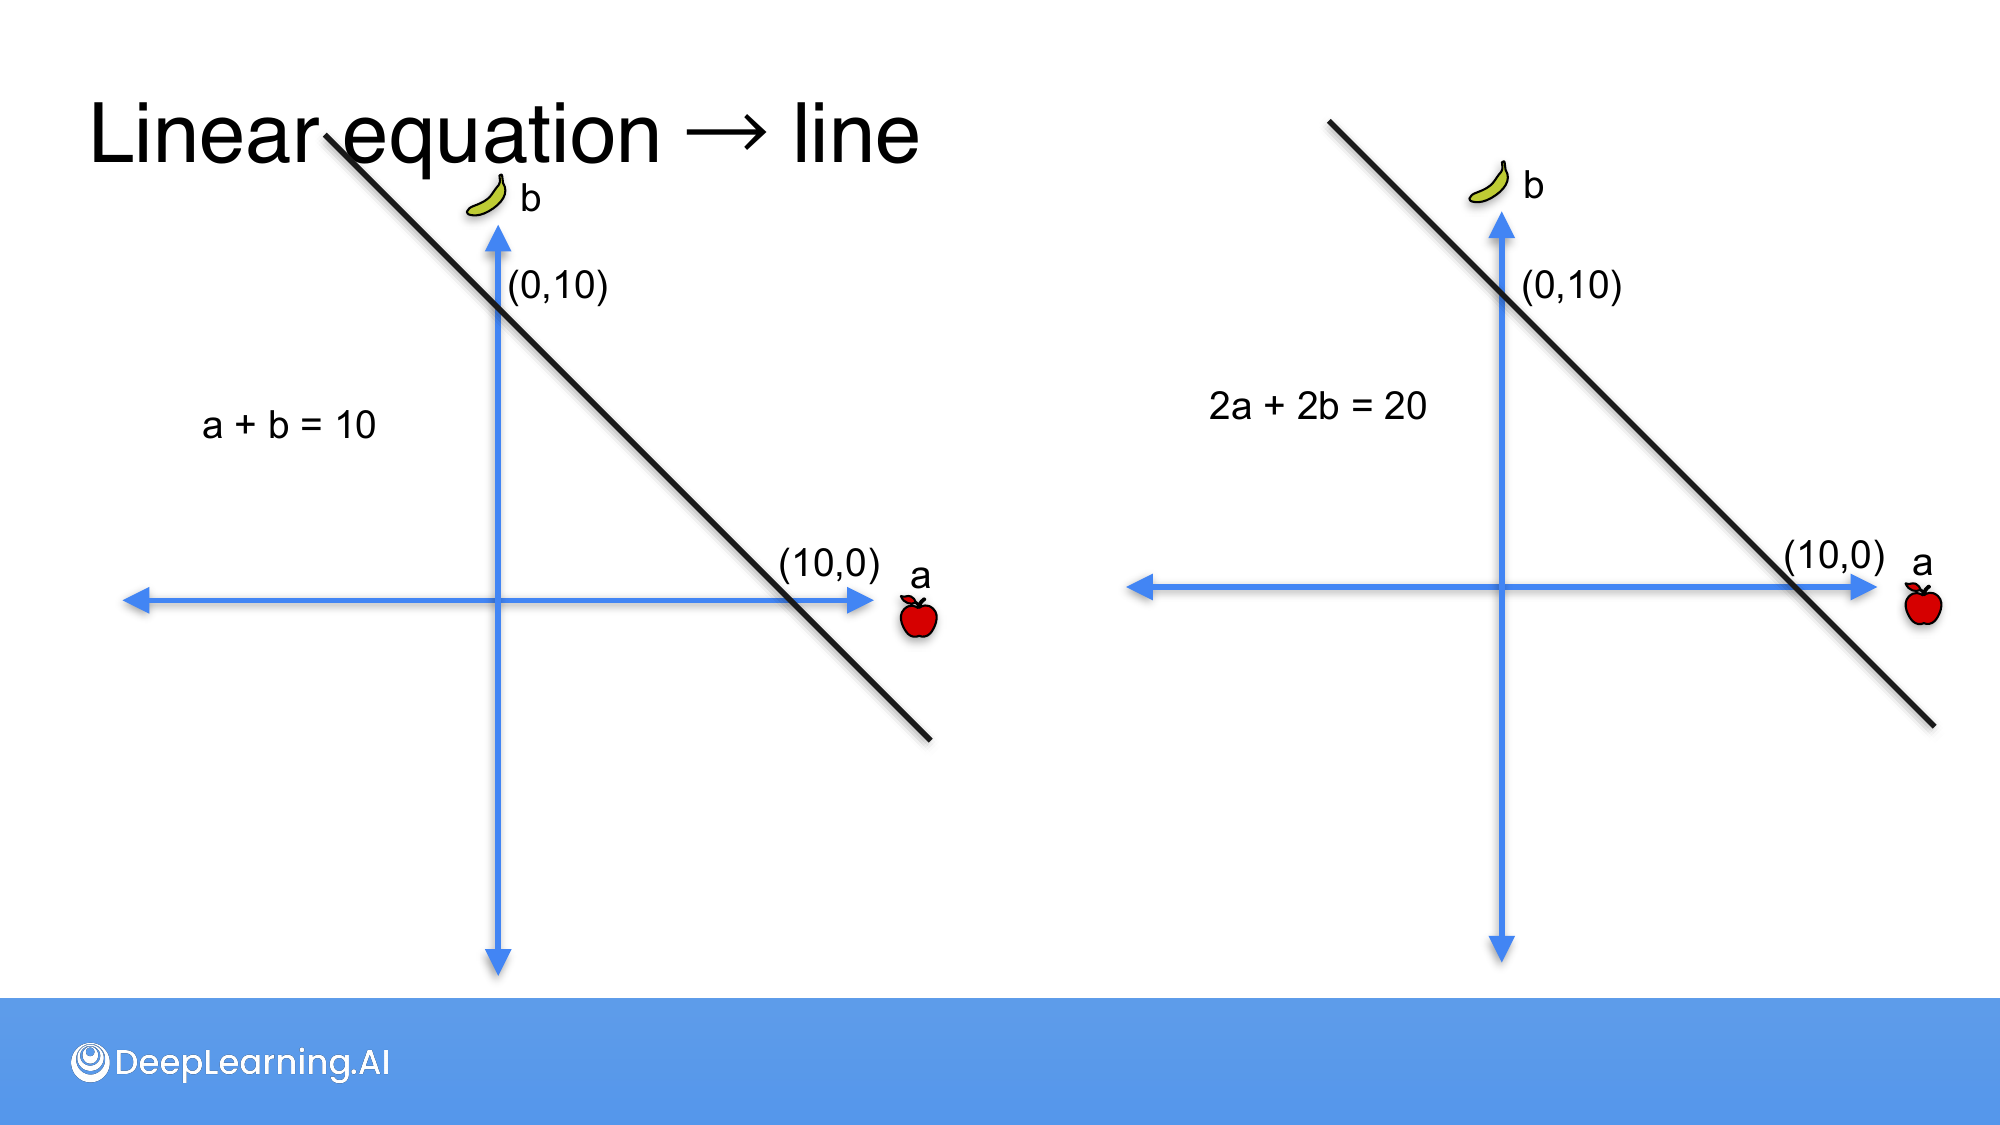 Linear equation → line
b
(0,10)
a + b = 10
(10,0)
a
b
(0,10)
2a + 2b = 20
(10,0)
a
DeepLearning.AI